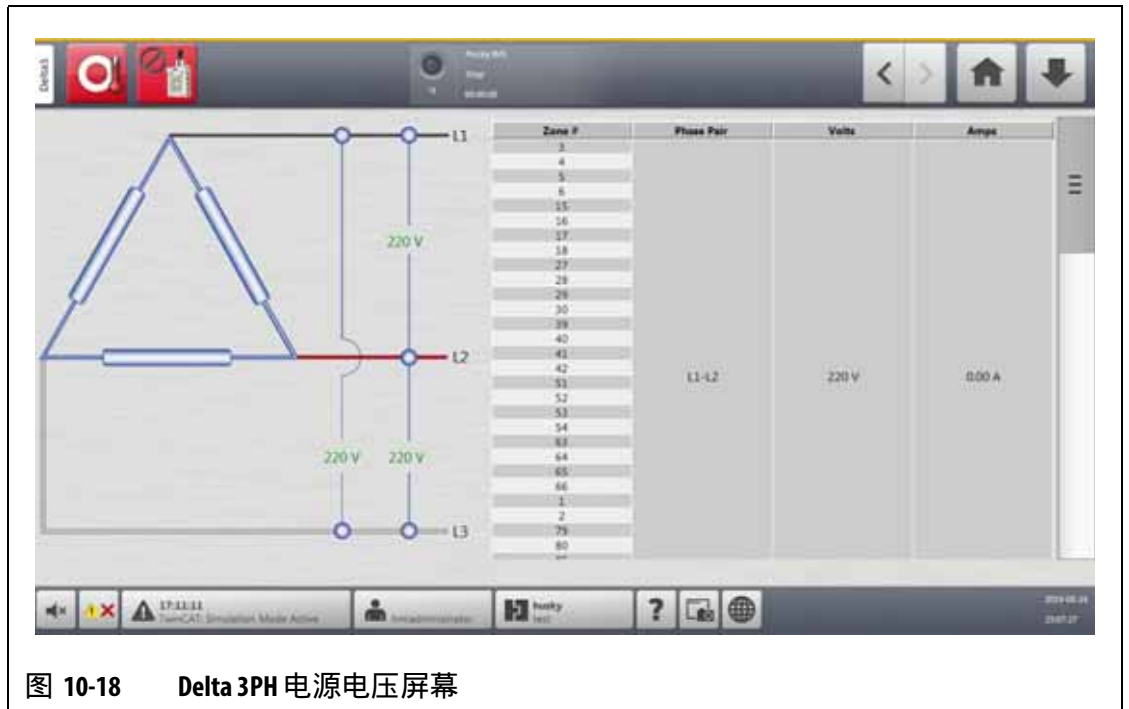 Delta3
L1
220 V
L2
220 V 220 V
L3
Zone # Phase Pair Volts Amps
3
4
5
6
15
16
17
18
27
28
29
30
39
40
41
42
51
52
53
54
63
64
65
66
1
2
79
80
L1-L2 220 V 0.00 A
17:11:11
TwinCAT: Simulation Mode Active
husky
test
?
图 10-18 Delta 3PH 电源电压屏幕